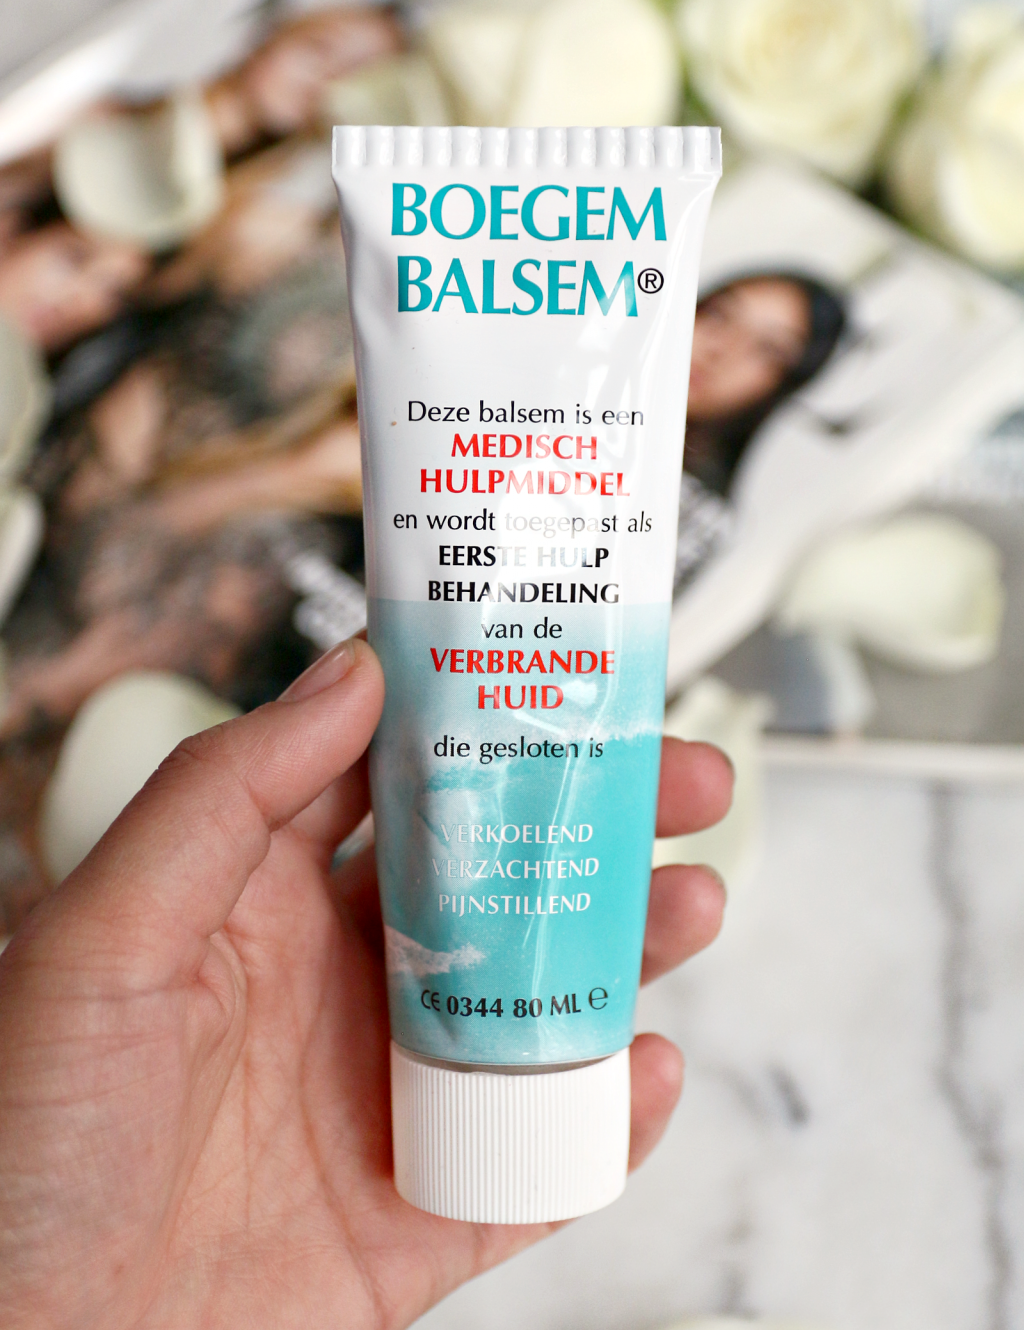 BOEGEM
BALSEM®
Deze balsem is een
MEDISCH
HULPMIDDEL
en wordt toegepast als
EERSTE HULP
BEHANDELING
van de
VERBRANDE
HUID
die gesloten is
VERKOELEND
VERZACHTEND
PIJNSTILLEND
CE 0344 80 ML ℮